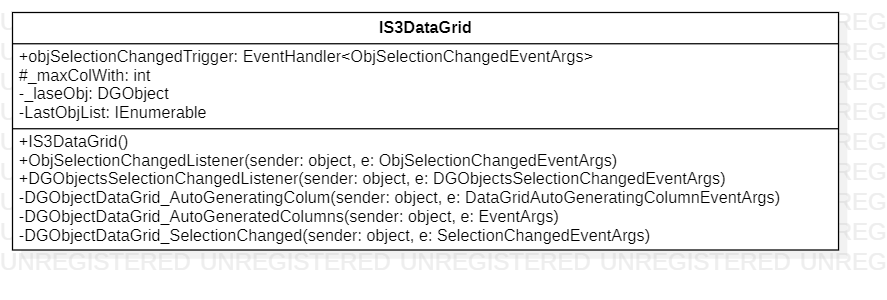 IS3DataGrid
+objSelectionChangedTrigger: EventHandler<ObjSelectionChangedEventArgs>
#_maxColWith: int
-_laseObj: DGObject
-LastObjList: IEnumerable
+IS3DataGrid()
+ObjSelectionChangedListener(sender: object, e: ObjSelectionChangedEventArgs)
+DGObjectsSelectionChangedListener(sender: object, e: DGObjectsSelectionChangedEventArgs)
-DGObjectDataGrid_AutoGeneratingColum(sender: object, e: DataGridAutoGeneratingColumnEventArgs)
-DGObjectDataGrid_AutoGeneratedColumns(sender: object, e: EventArgs)
-DGObjectDataGrid_SelectionChanged(sender: object, e: SelectionChangedEventArgs)
UNREGISTERED UNREGISTERED UNREGISTERED UNREGISTERED UNREG